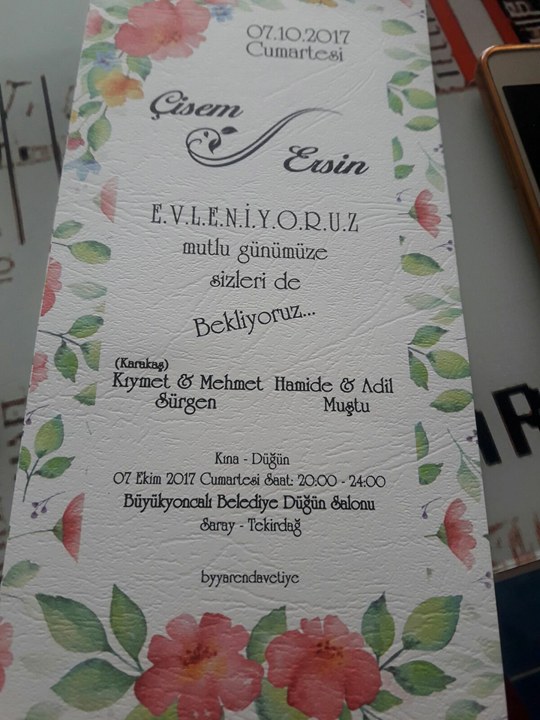 07.10.2017
Cumartesi
Çisem
Ersin
E.V.L.E.N.İ.Y.O.R.U.Z
mutlu günümüze
sizleri de
Bekliyoruz...
(Karakaş)
Kıymet & Mehmet Hamide & Adil
Sürgen Muştu
Kına - Düğün
07 Ekim 2017 Cumartesi Saat: 20:00 - 24:00
Büyükyoncalı Belediye Düğün Salonu
Saray - Tekirdağ
byyarendavetiye